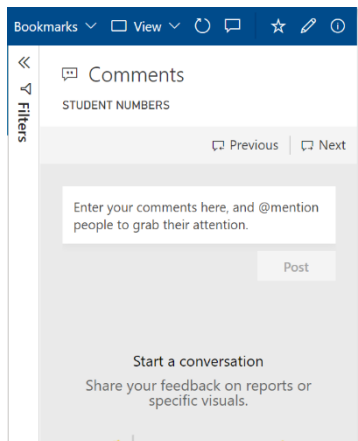 Bookmarks View
Comments
STUDENT NUMBERS
Filters
Previous Next
Enter your comments here, and @mention
people to grab their attention.
Post
Start a conversation
Share your feedback on reports or
specific visuals.